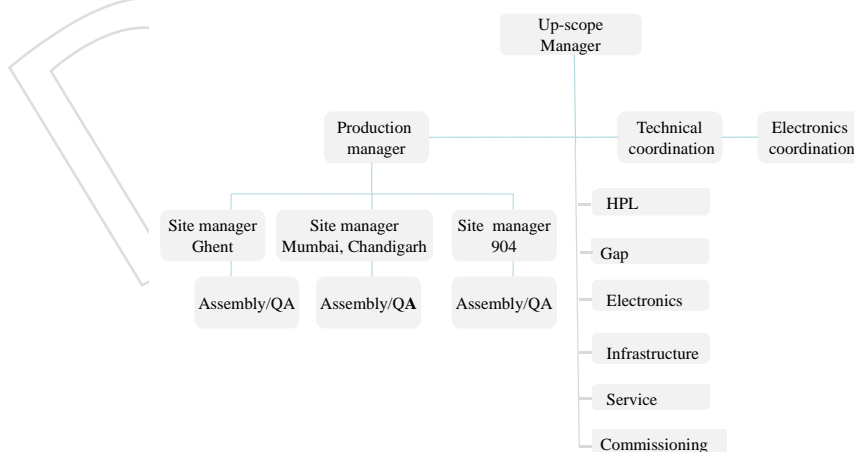 Up-scope
Manager
Production
manager
Technical
coordination
Electronics
coordination
Site manager
Ghent
Site manager
Mumbai, Chandigarh
Site manager
904
Assembly/QA
Assembly/QA
Assembly/QA
HPL
Gap
Electronics
Infrastructure
Service
Commissioning